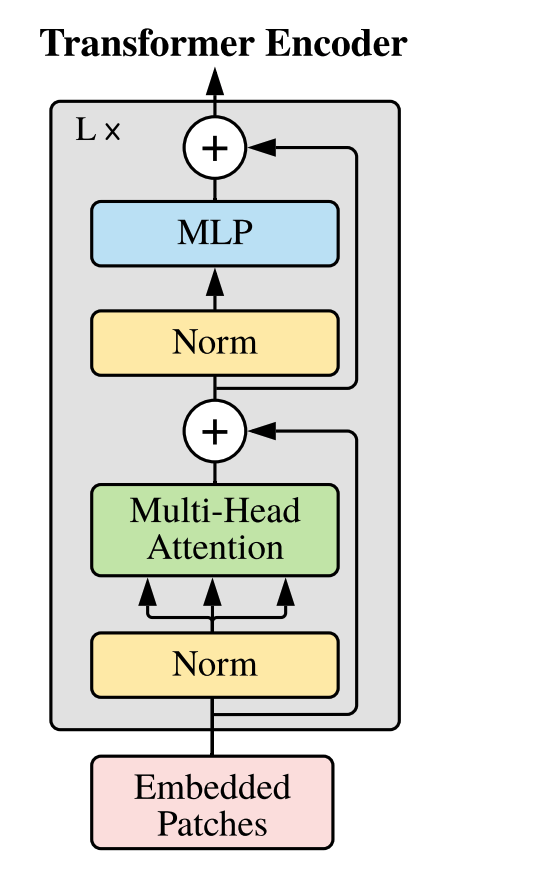 Transformer Encoder
L ×
+
MLP
Norm
+
Multi-Head
Attention
Norm
Embedded
Patches